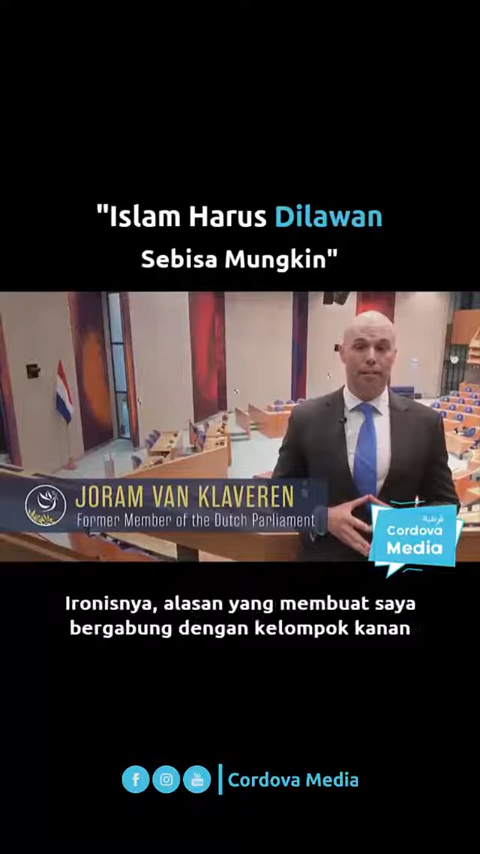 "Islam Harus Dilawan
Sebisa Mungkin"
JORAM VAN KLAVEREN
Former Member of the Dutch Parliament
قرطبة
Cordova
Media
Ironisnya, alasan yang membuat saya
bergabung dengan kelompok kanan
Cordova Media